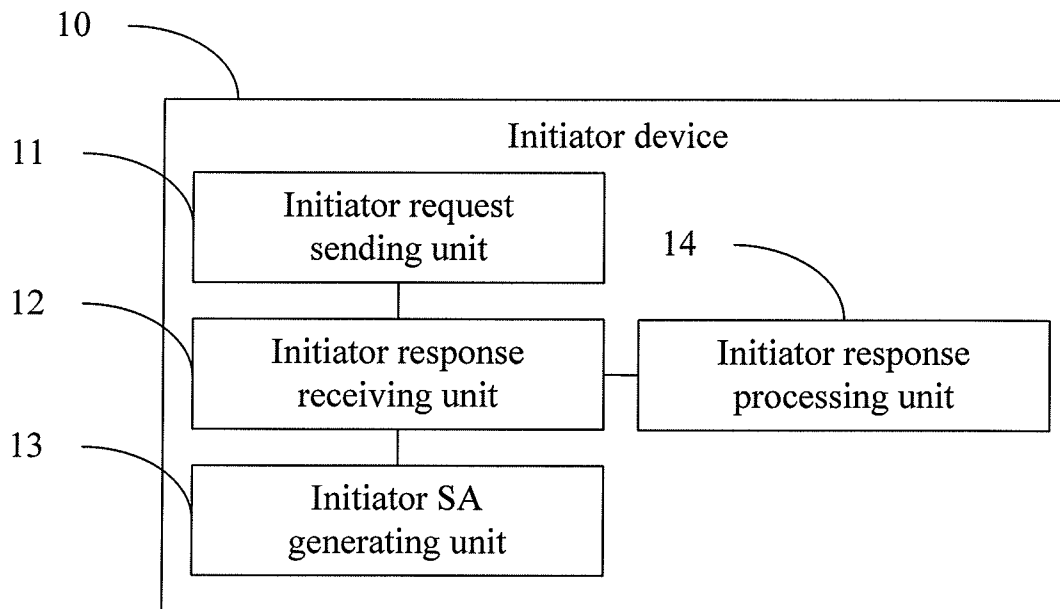 10
Initiator device
11
Initiator request
sending unit
14
12
Initiator response
receiving unit
Initiator response
processing unit
13
Initiator SA
generating unit